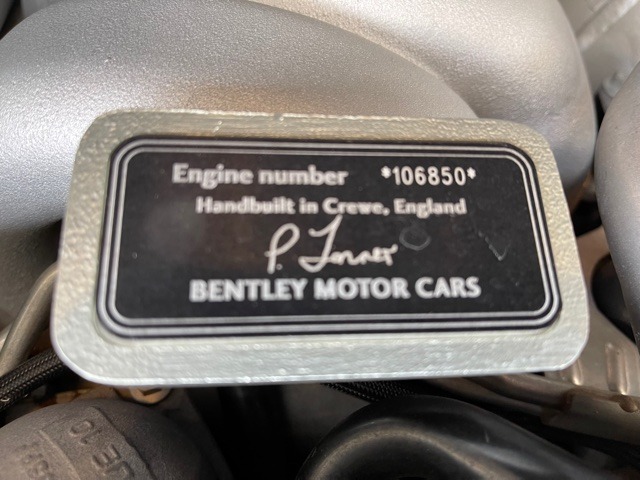 Engine number *106850*
Handbuilt in Crewe, England
BENTLEY MOTOR CARS